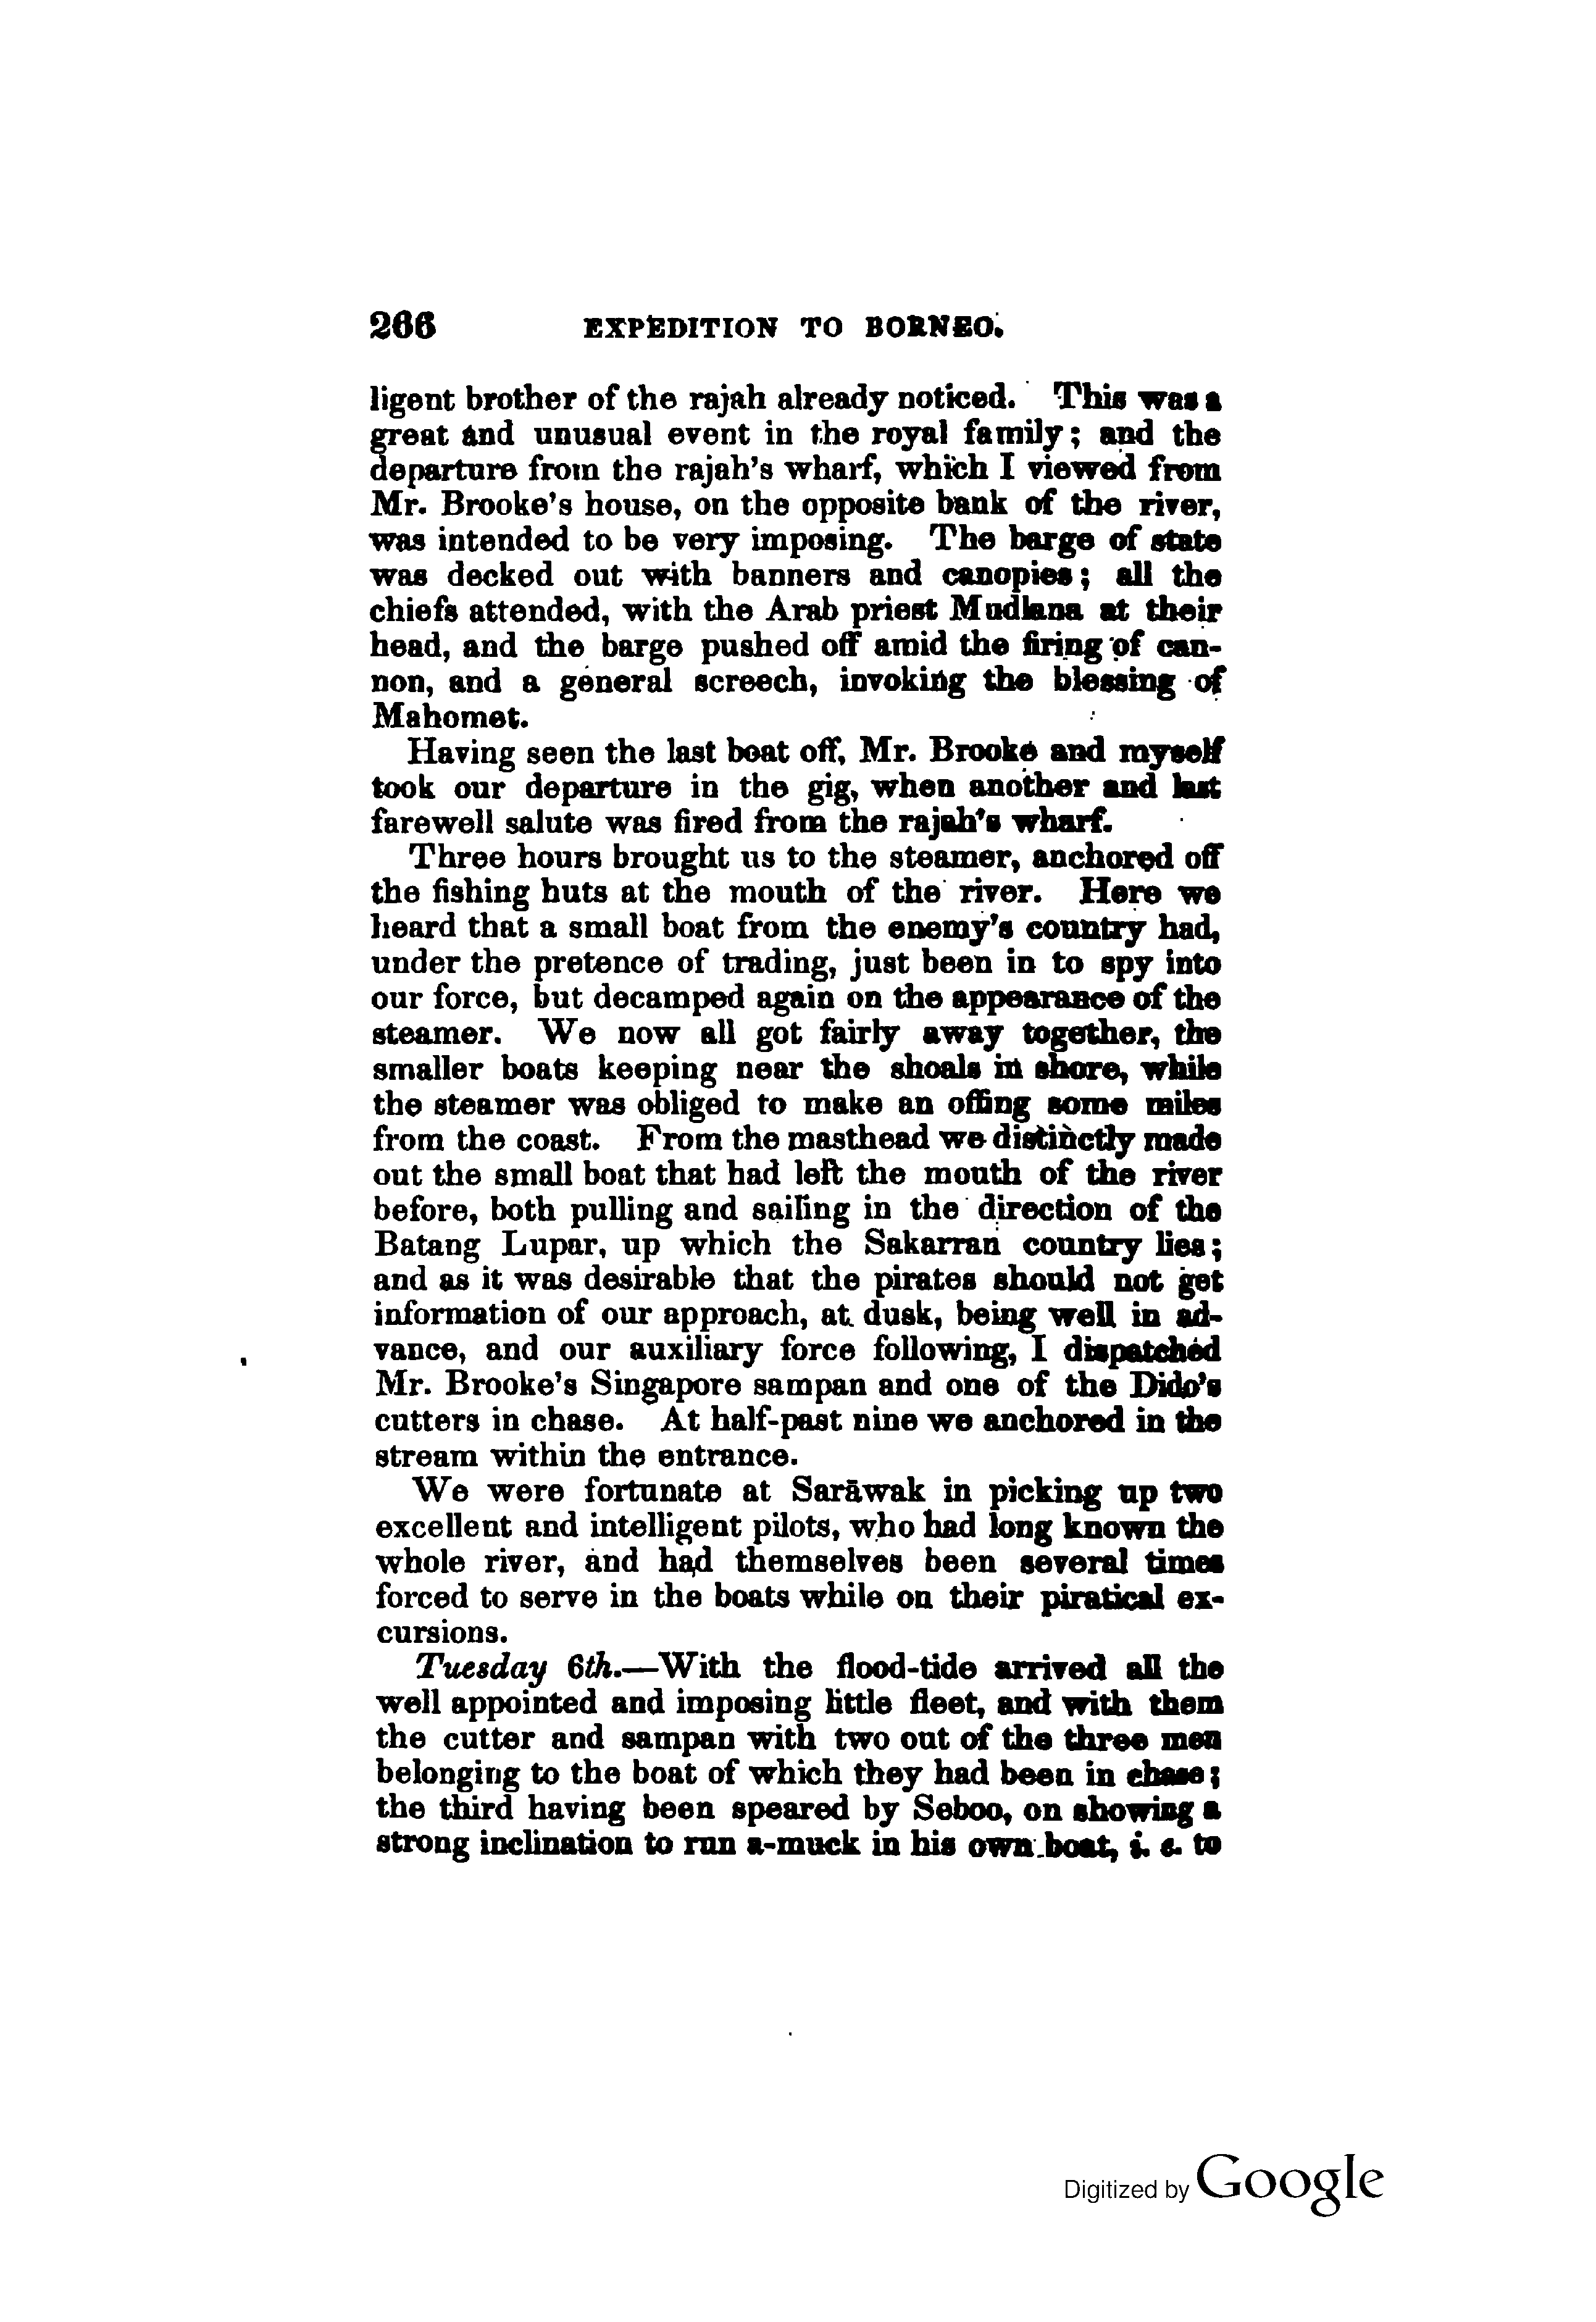 266 EXPEDITION TO BORNEO.
ligent brother of the rajah already noticed. This was a
great and unusual event in the royal family; and the
departure from the rajah's wharf, which I viewed from
Mr. Brooke's house, on the opposite bank of the river,
was intended to be very imposing. The barge of state
was decked out with banners and canopies; all the
chiefs attended, with the Arab priest Mudlana at their
head, and the barge pushed off amid the firing of can-
non, and a general screech, invoking the blessing of
Mahomet.
Having seen the last boat off, Mr. Brooke and myself
took our departure in the gig, when another and last
farewell salute was fired from the rajah's wharf.
Three hours brought us to the steamer, anchored off
the fishing huts at the mouth of the river. Here we
heard that a small boat from the enemy's country had,
under the pretence of trading, just been in to spy into
our force, but decamped again on the appearance of the
steamer. We now all got fairly away together, the
smaller boats keeping near the shoals in shore, while
the steamer was obliged to make an offing some miles
from the coast. From the masthead we distinctly made
out the small boat that had left the mouth of the river
before, both pulling and sailing in the direction of the
Batang Lupar, up which the Sakarran country lies;
and as it was desirable that the pirates should not get
information of our approach, at dusk, being well in ad-
vance, and our auxiliary force following, I dispatched
Mr. Brooke's Singapore sampan and one of the Dido's
cutters in chase. At half-past nine we anchored in the
stream within the entrance.
We were fortunate at Sarāwak in picking up two
excellent and intelligent pilots, who had long known the
whole river, and had themselves been several times
forced to serve in the boats while on their piratical ex-
cursions.
Tuesday 6th.—With the flood-tide arrived all the
well appointed and imposing little fleet, and with them
the cutter and sampan with two out of the three men
belonging to the boat of which they had been in chase;
the third having been speared by Seboo, on showing a
strong inclination to run a-muck in his own boat, i. e. to
Digitized by Google